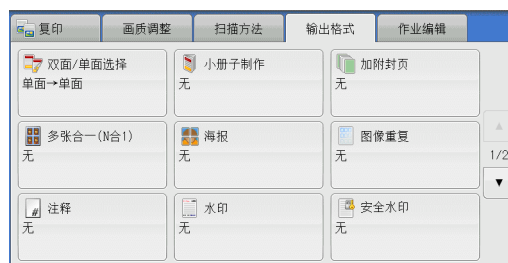 复印 画质调整 扫描方法 输出格式 作业编辑
双面/单面选择 小册子制作 加附封页
单面→单面 无 无
多张合一(N合1) 海报 图像重复
无 无 无
1/2
注释 水印 安全水印
无 无 无